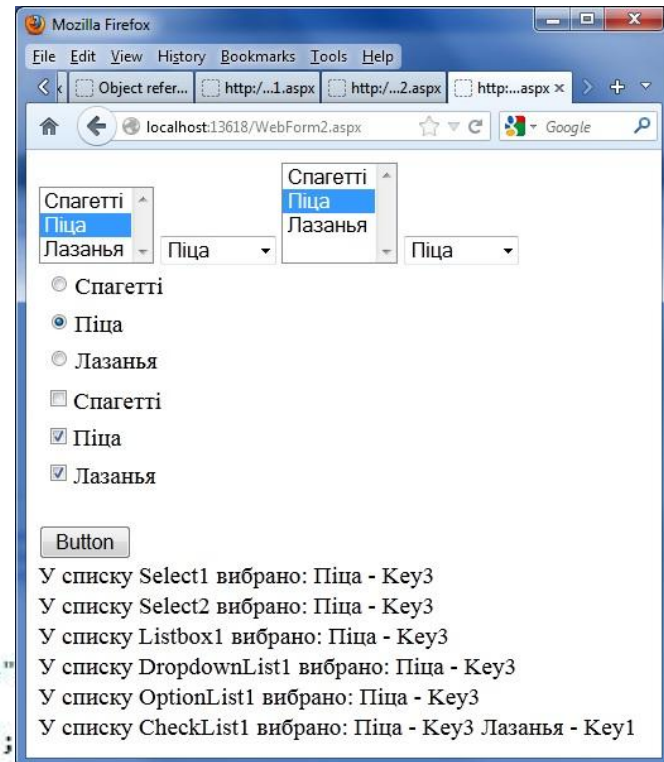 Mozilla Firefox
File Edit View History Bookmarks Tools Help
Object refer... http:/...1.aspx http:/...2.aspx http:...aspx ×
localhost:13618/WebForm2.aspx Google
Спагетті
Піца
Лазанья
Піца
Спагетті
Піца
Лазанья
Піца
Спагетті
Піца
Лазанья
Спагетті
Піца
Лазанья
Button
У списку Select1 вибрано: Піца - Key3
У списку Select2 вибрано: Піца - Key3
У списку Listbox1 вибрано: Піца - Key3
" У списку DropdownList1 вибрано: Піца - Key3
У списку OptionList1 вибрано: Піца - Key3
; У списку CheckList1 вибрано: Піца - Key3 Лазанья - Key1